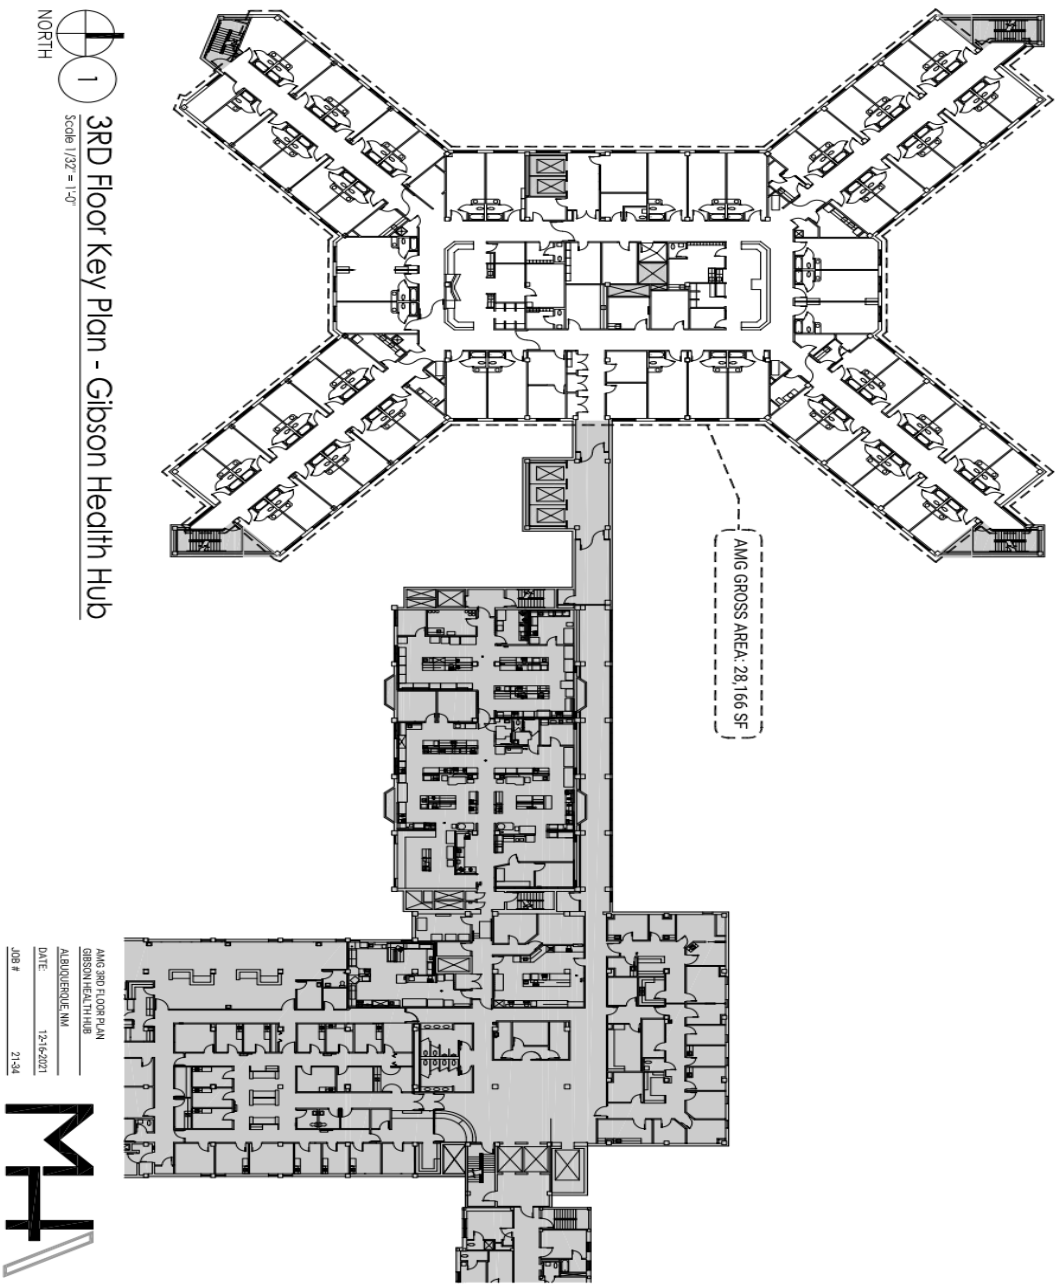 NORTH
1
3RD Floor Key Plan - Gibson Health Hub
Scale 1/32" = 1'-0"
AMG GROSS AREA: 28,166 SF
AMG 3RD FLOOR PLAN
GIBSON HEALTH HUB
ALBUQUERQUE, NM
DATE: 12-16-2021
JOB # 21-34
MH